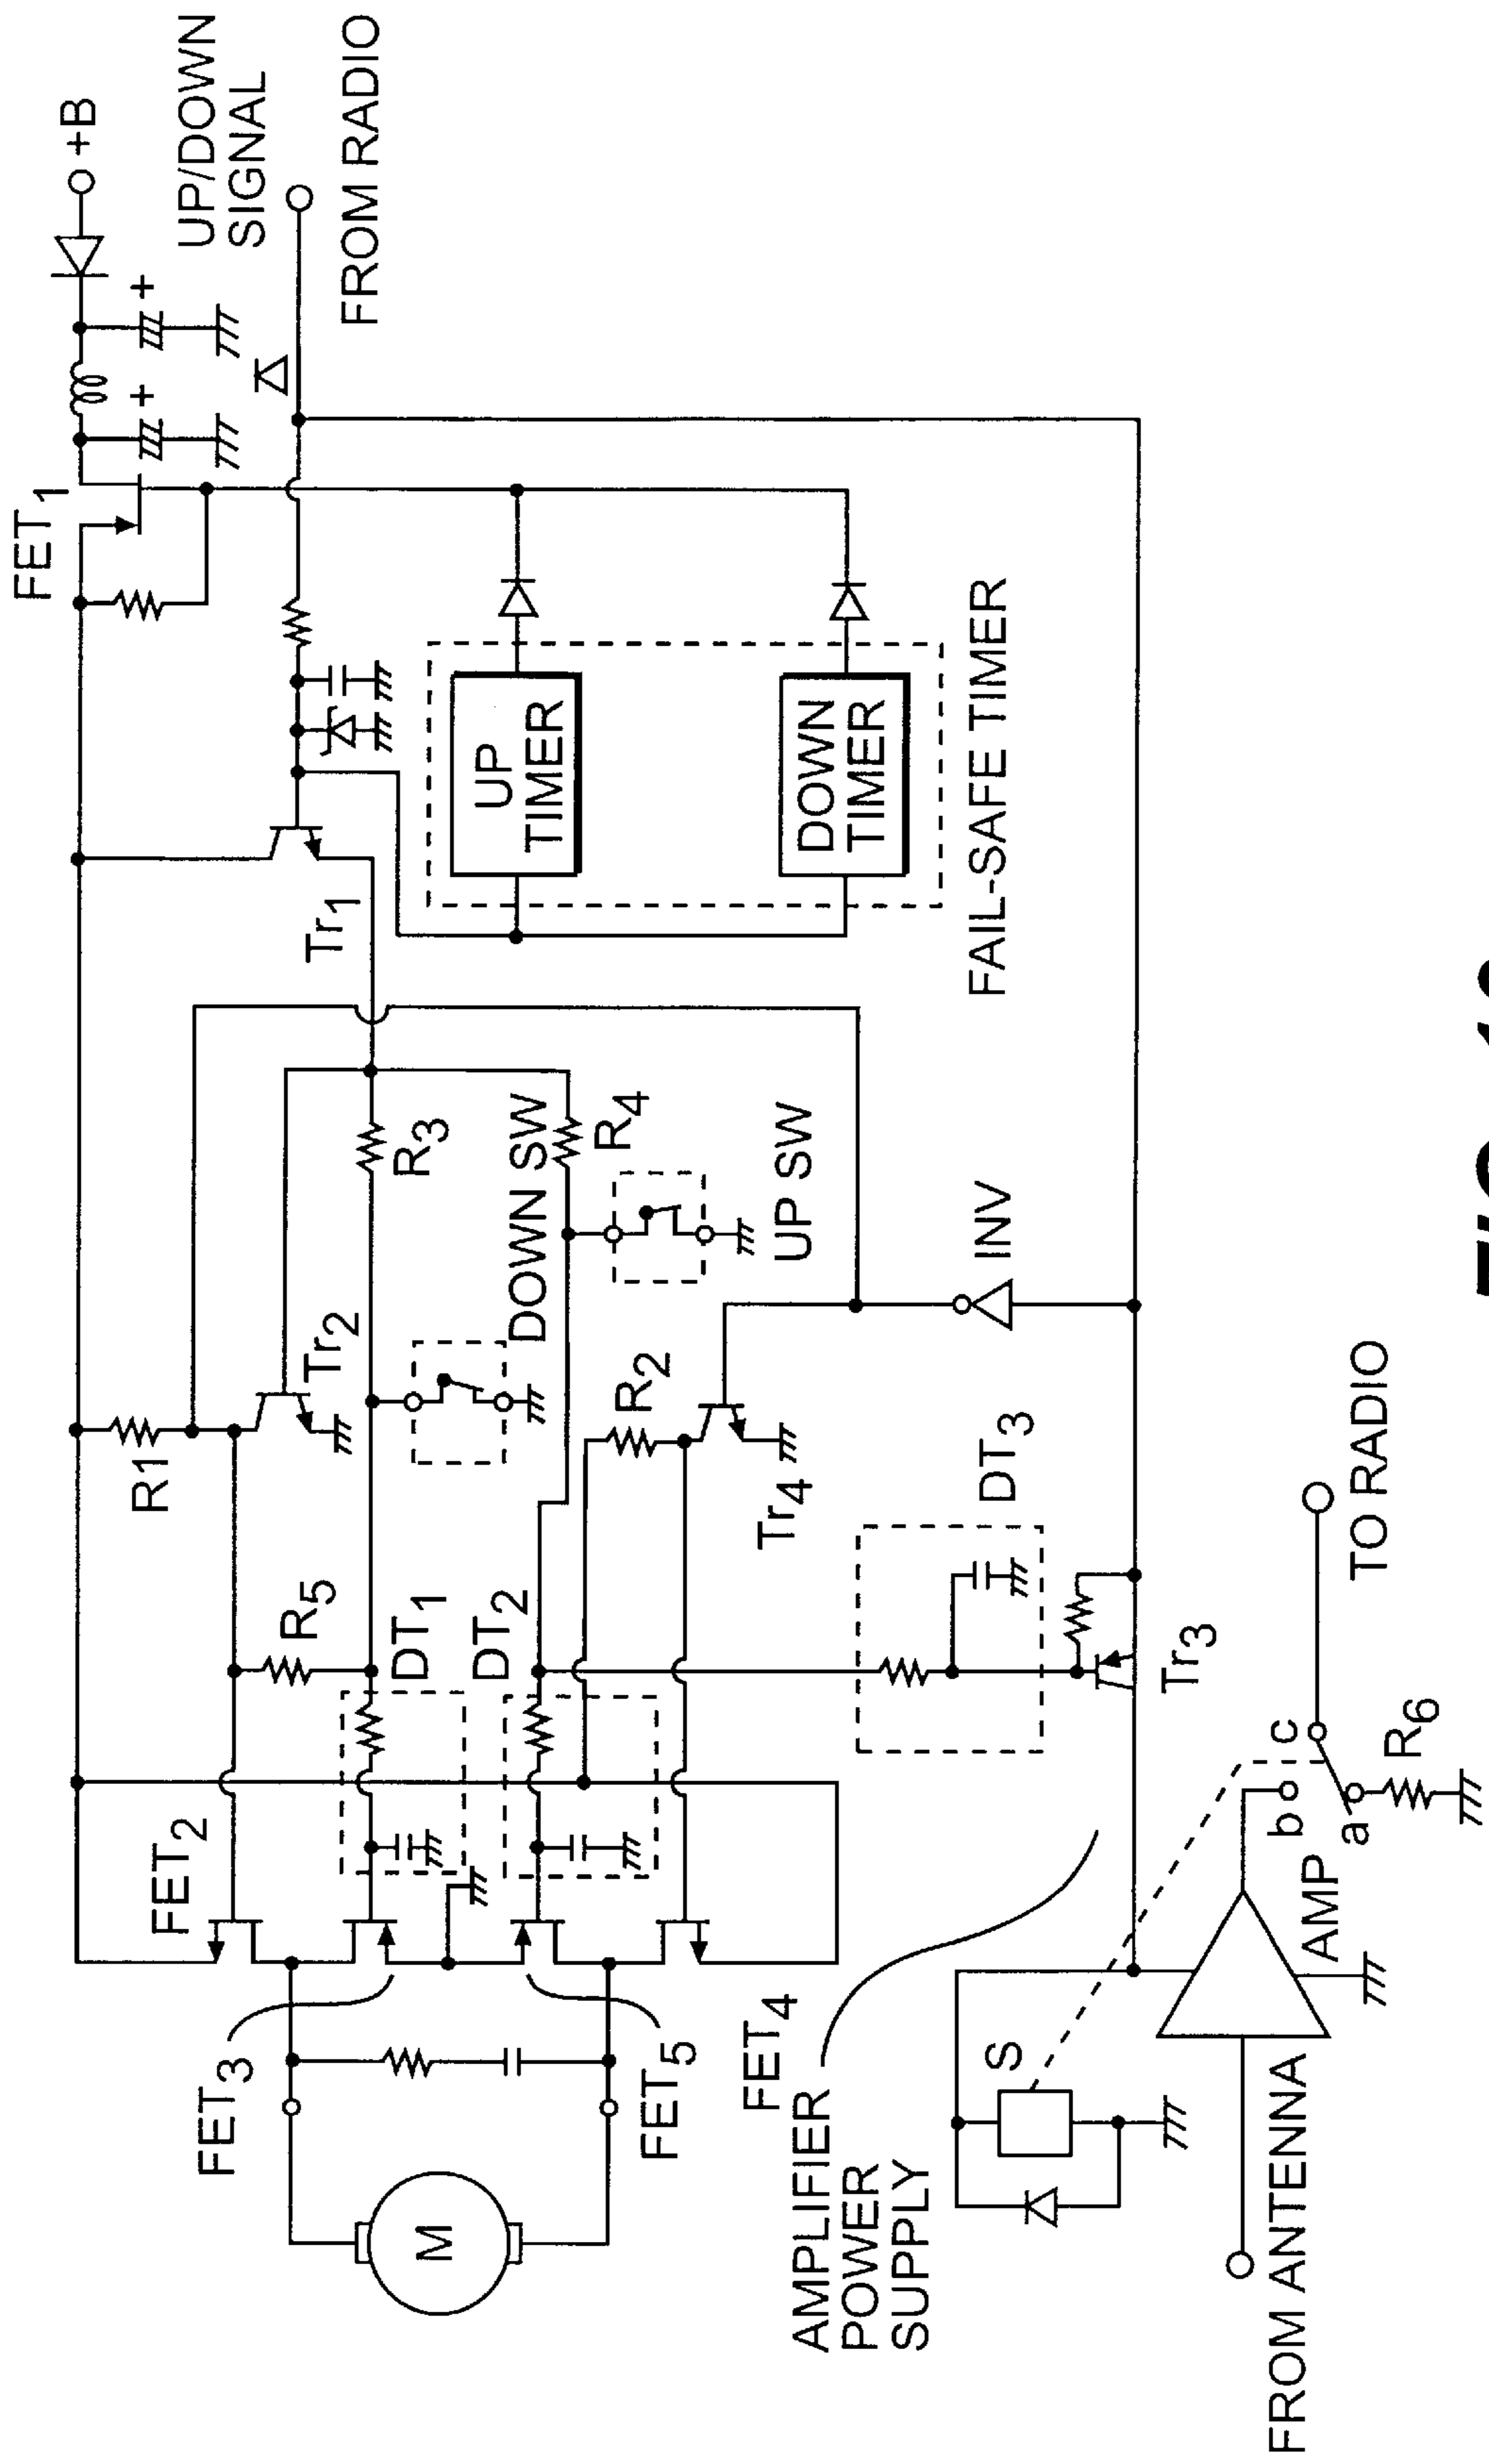 +B
UP/DOWN
SIGNAL
FROM RADIO
+
+
FET1
UP
TIMER
DOWN
TIMER
FAIL-SAFE TIMER
Tr1
R3
DOWN SW
R4
UP SW
INV
R1
Tr2
R2
Tr4
R5
DT1
DT2
DT3
Tr3
TO RADIO
FET2
FET3
FET5
FET4
M
AMPLIFIER
POWER
SUPPLY
S
AMP
a
b
c
R6
FROM ANTENNA